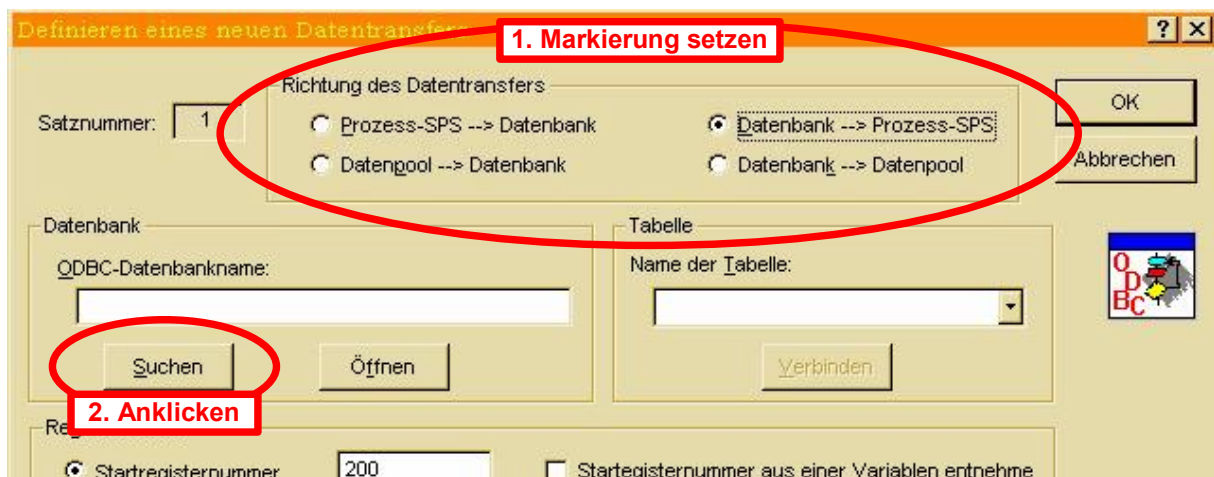 Definieren eines neuen Datentransfers
1. Markierung setzen
Richtung des Datentransfers
Satznummer: 1
Prozess-SPS --> Datenbank
Datenbank --> Prozess-SPS
OK
Datenpool --> Datenbank
Datenbank --> Datenpool
Abbrechen
Datenbank
Tabelle
ODBC-Datenbankname:
Name der Tabelle:
ODBC
Suchen
Öffnen
Verbinden
2. Anklicken
Startregisternummer
200
Startegisternummer aus einer Variablen entnehme